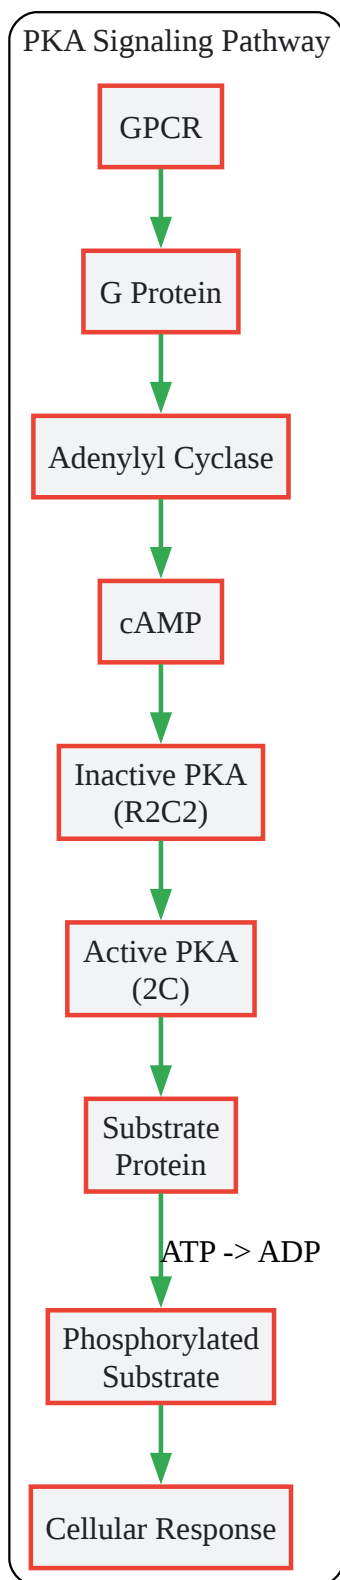 PKA Signaling Pathway
GPCR
G Protein
Adenylyl Cyclase
cAMP
Inactive PKA
(R2C2)
Active PKA
(2C)
Substrate
Protein
ATP -> ADP
Phosphorylated
Substrate
Cellular Response